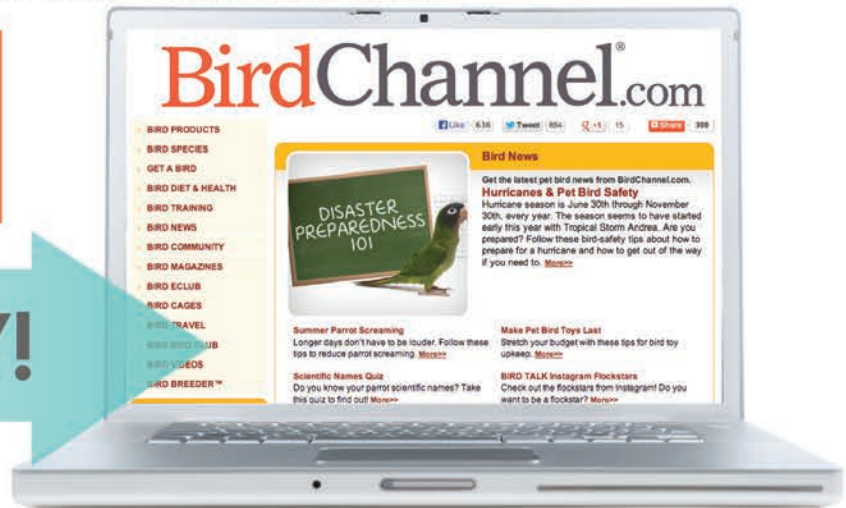 BirdChannel.com
Like 636 Tweet 854 +1 15 Share 399
BIRD PRODUCTS
BIRD SPECIES
GET A BIRD
BIRD DIET & HEALTH
BIRD TRAINING
BIRD NEWS
BIRD COMMUNITY
BIRD MAGAZINES
BIRD ECLUB
BIRD CAGES
BIRD TRAVEL
BIRD CLUB
BIRD VIDEOS
BIRD BREEDER™
DISASTER
PREPAREDNESS
101
Bird News
Get the latest pet bird news from BirdChannel.com.
Hurricanes & Pet Bird Safety
Hurricane season is June 30th through November
30th, every year. The season seems to have started
early this year with Tropical Storm Andrea. Are you
prepared? Follow these bird-safety tips about how to
prepare for a hurricane and how to get out of the way
if you need to. More>>
Summer Parrot Screaming
Longer days don't have to be louder. Follow these
tips to reduce parrot screaming. More>>
Make Pet Bird Toys Last
Stretch your budget with these tips for bird toy
upkeep. More>>
Scientific Names Quiz
Do you know your parrot scientific names? Take
this quiz to find out! More>>
BIRD TALK Instagram Flockstars
Check out the flockstars from Instagram! Do you
want to be a flockstar? More>>
Y!